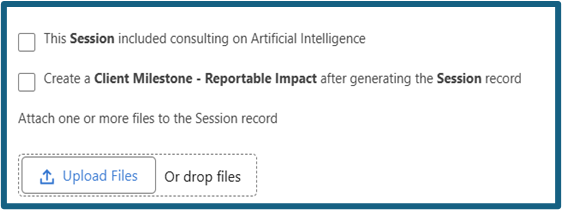 This Session included consulting on Artificial Intelligence
Create a Client Milestone - Reportable Impact after generating the Session record
Attach one or more files to the Session record
Upload Files Or drop files